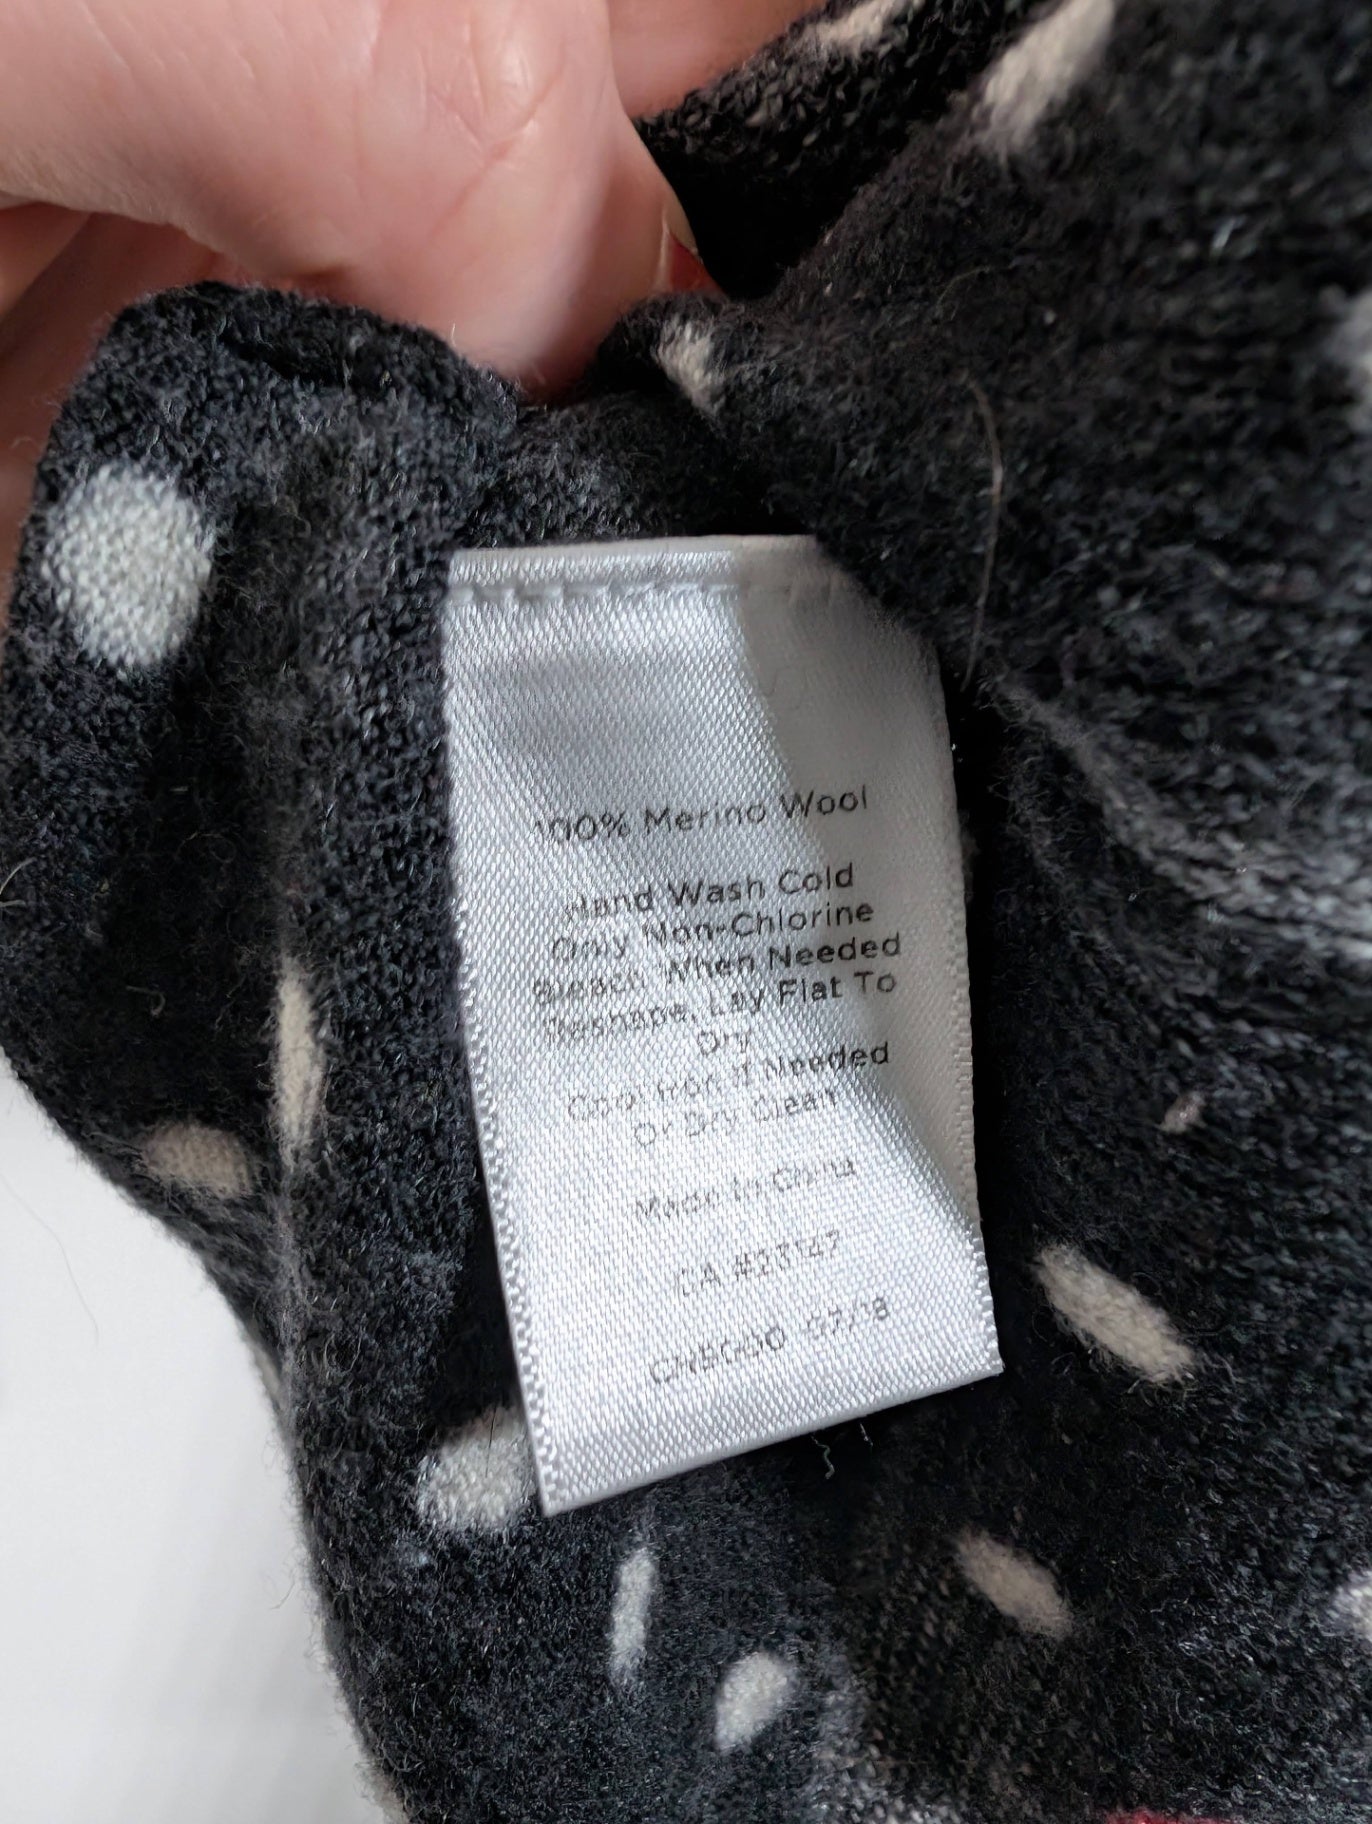 100% Merino Wool
Hand Wash Cold
Only Non-Chlorine
Bleach When Needed
Reshape, Lay Flat To
Dry
Cool Iron if Needed
Or Dry Clean
Made In China
CA